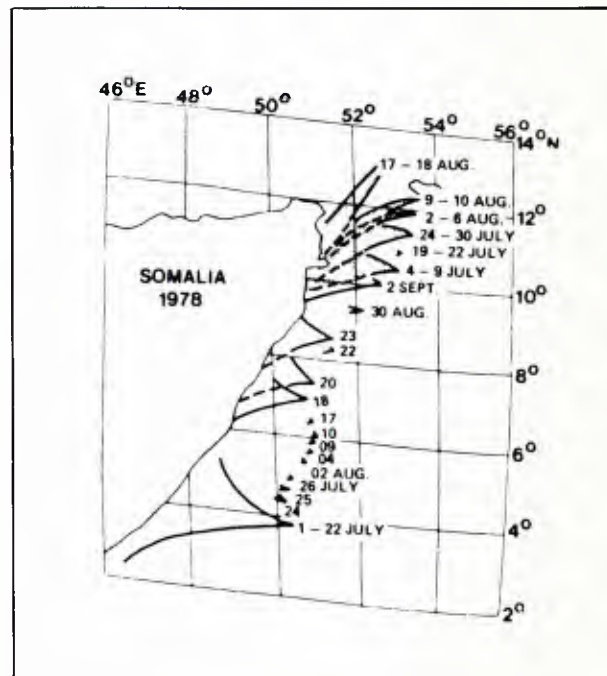 46°E
48°
50°
52°
54°
56°
14°N
17 – 18 AUG.
9 – 10 AUG.
2 – 6 AUG.
12°
24 – 30 JULY
19 – 22 JULY
4 – 9 JULY
2 SEPT.
10°
30 AUG.
SOMALIA
1978
23
22
8°
20
18
17
10
09
04
6°
02 AUG.
26 JULY
25
24
1 – 22 JULY
4°
2°